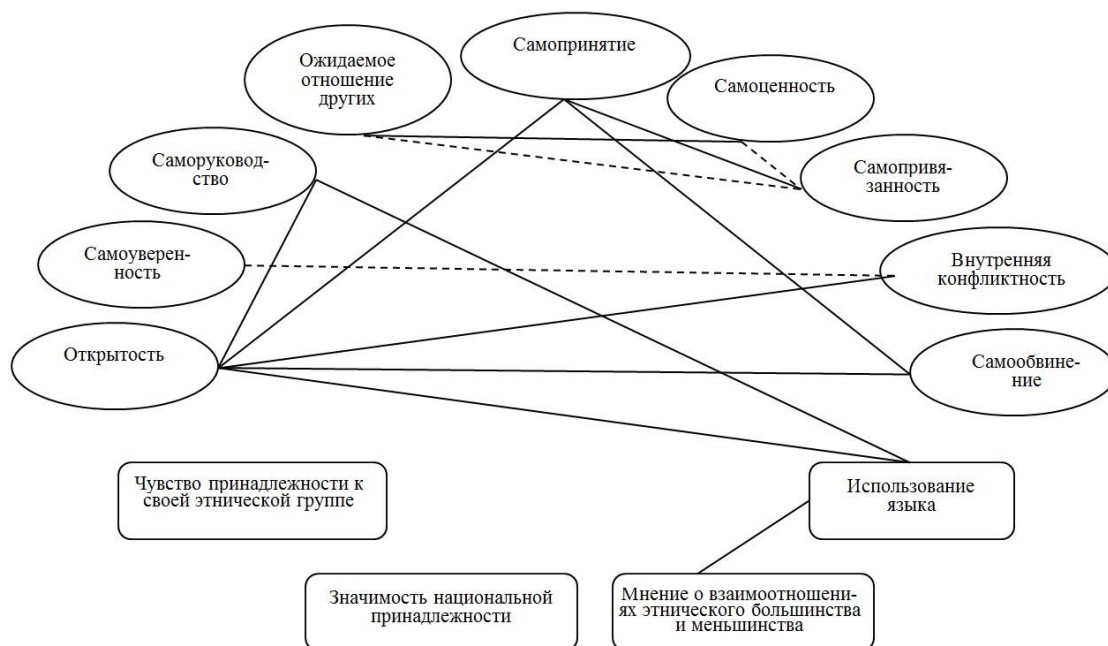 Самопринятие
Ожидаемое
отношение
других
Самоценность
Саморуковод-
ство
Самопривя-
занность
Самоуверен-
ность
Внутренняя
конфликтность
Открытость
Самообвине-
ние
Чувство принадлежности к
своей этнической группе
Использование
языка
Значимость национальной
принадлежности
Мнение о взаимоотношени-
ях этнического большинства
и меньшинства